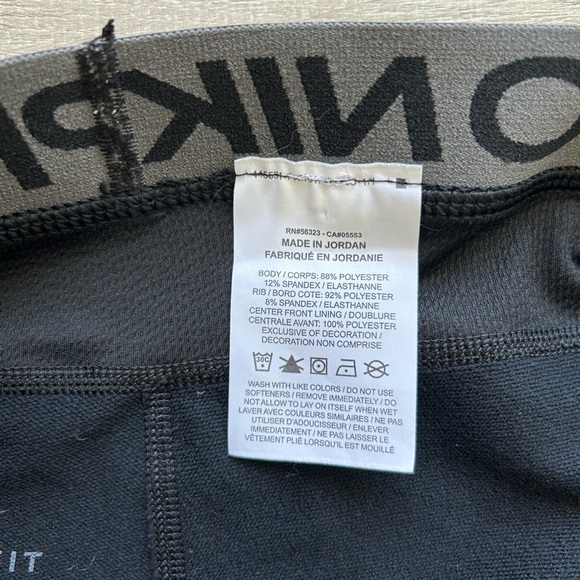 RN#56323 - CA#05553
MADE IN JORDAN
FABRIQUÉ EN JORDANIE
BODY / CORPS: 88% POLYESTER
12% SPANDEX / ELASTHANNE
RIB / BORD COTE: 92% POLYESTER
8% SPANDEX / ELASTHANNE
CENTER FRONT LINING / DOUBLURE
CENTRALE AVANT: 100% POLYESTER
EXCLUSIVE OF DECORATION /
DECORATION NON COMPRISE
30C
WASH WITH LIKE COLORS / DO NOT USE
SOFTENERS / REMOVE IMMEDIATELY / DO
NOT ALLOW TO LAY ON ITSELF WHEN WET
LAVER AVEC COULEURS SIMILAIRES / NE PAS
UTILISER D'ADOUCISSEUR / ENLEVER
IMMEDIATEMENT / NE PAS LAISSER LE
VÊTEMENT PLIÉ LORSQU'IL EST MOUILLÉ
FIT